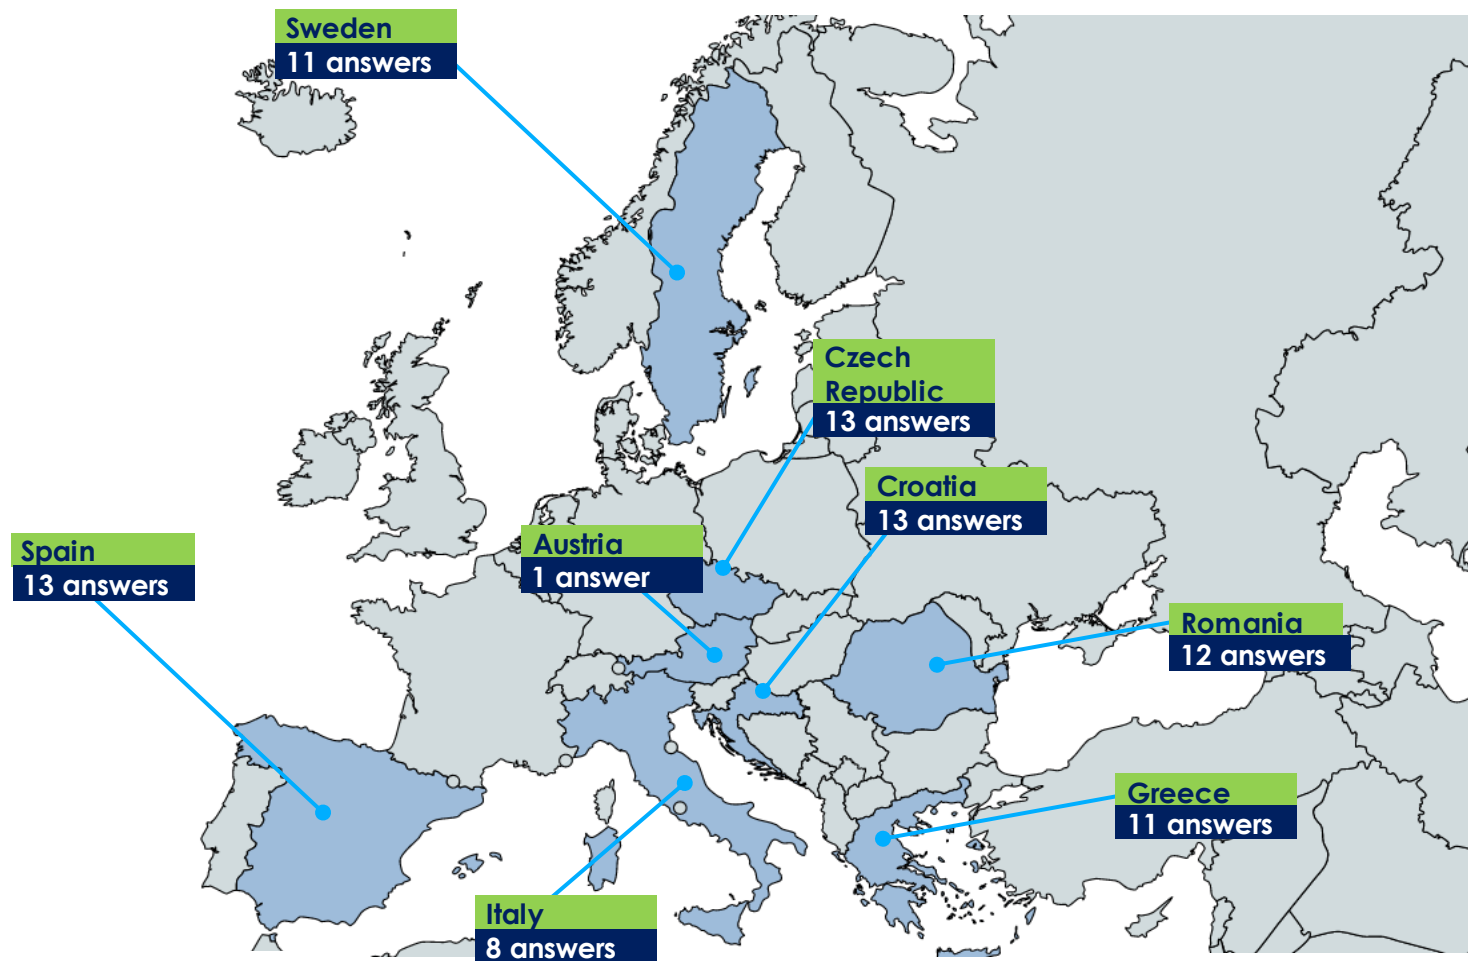 Sweden
11 answers
Czech
Republic
13 answers
Croatia
13 answers
Austria
1 answer
Spain
13 answers
Romania
12 answers
Greece
11 answers
Italy
8 answers